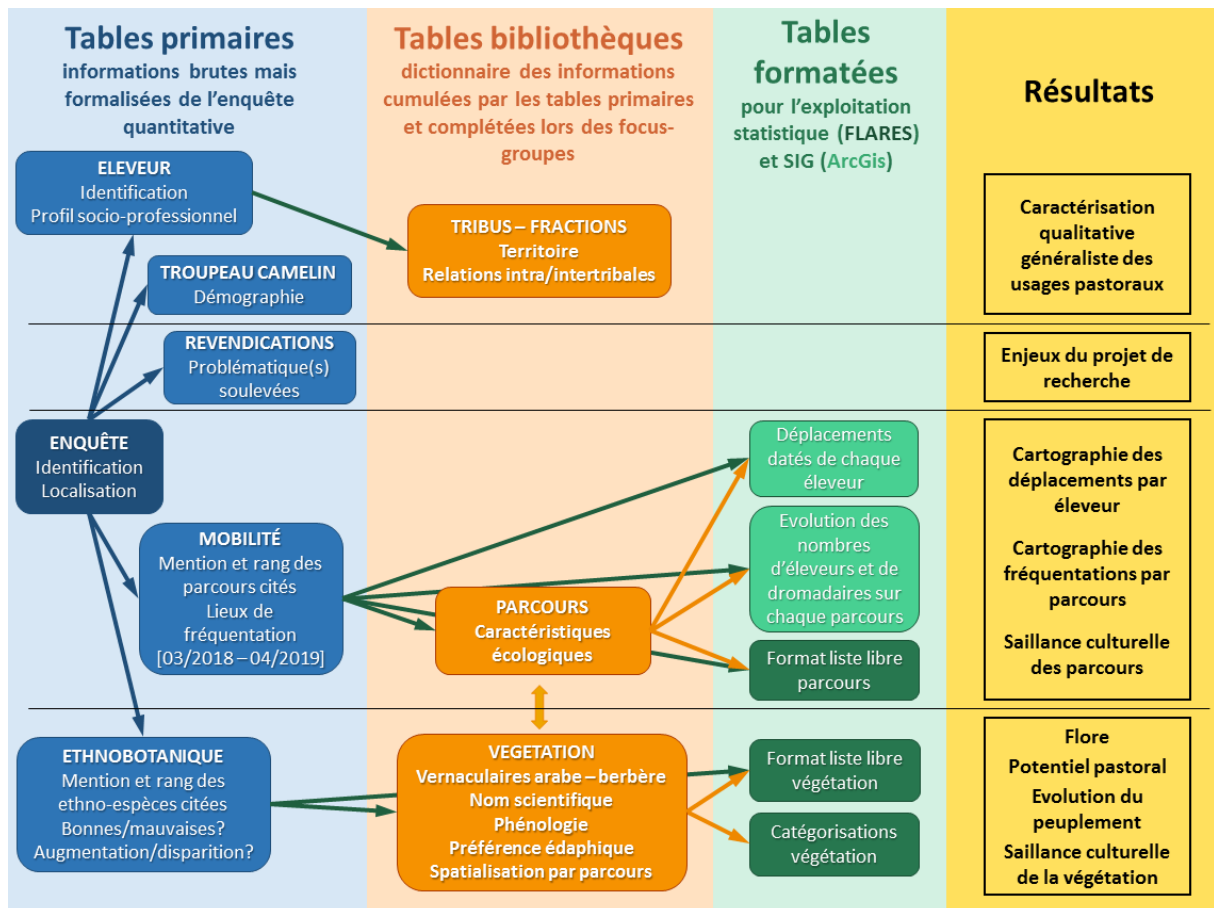 Tables primaires
informations brutes mais
formalisées de l'enquête
quantitative
Tables bibliothèques
dictionnaire des informations
cumulées par les tables primaires
et complétées lors des focus-
groupes
Tables
formatées
pour l'exploitation
statistique (FLARES)
et SIG (ArcGis)
Résultats
ELEVEUR
Identification
Profil socio-professionnel
TRIBUS – FRACTIONS
Territoire
Relations intra/intertribales
TROUPEAU CAMELIN
Démographie
Caractérisation
qualitative
généraliste des
usages pastoraux
REVENDICATIONS
Problématique(s)
soulevées
Enjeux du projet de
recherche
ENQUÊTE
Identification
Localisation
MOBILITÉ
Mention et rang des
parcours cités
Lieux de
fréquentation
[03/2018 – 04/2019]
PARCOURS
Caractéristiques
écologiques
Déplacements
datés de chaque
éleveur
Evolution des
nombres
d'éleveurs et de
dromadaires sur
chaque parcours
Format liste libre
parcours
Cartographie des
déplacements par
éleveur
Cartographie des
fréquentations par
parcours
Saillance culturelle
des parcours
ETHNOBOTANIQUE
Mention et rang des
ethno-espèces citées
Bonnes/mauvaises?
Augmentation/disparition?
VEGETATION
Vernaculaires arabe – berbère
Nom scientifique
Phénologie
Préférence édaphique
Spatialisation par parcours
Format liste libre
végétation
Catégorisations
végétation
Flore
Potentiel pastoral
Evolution du
peuplement
Saillance culturelle
de la végétation